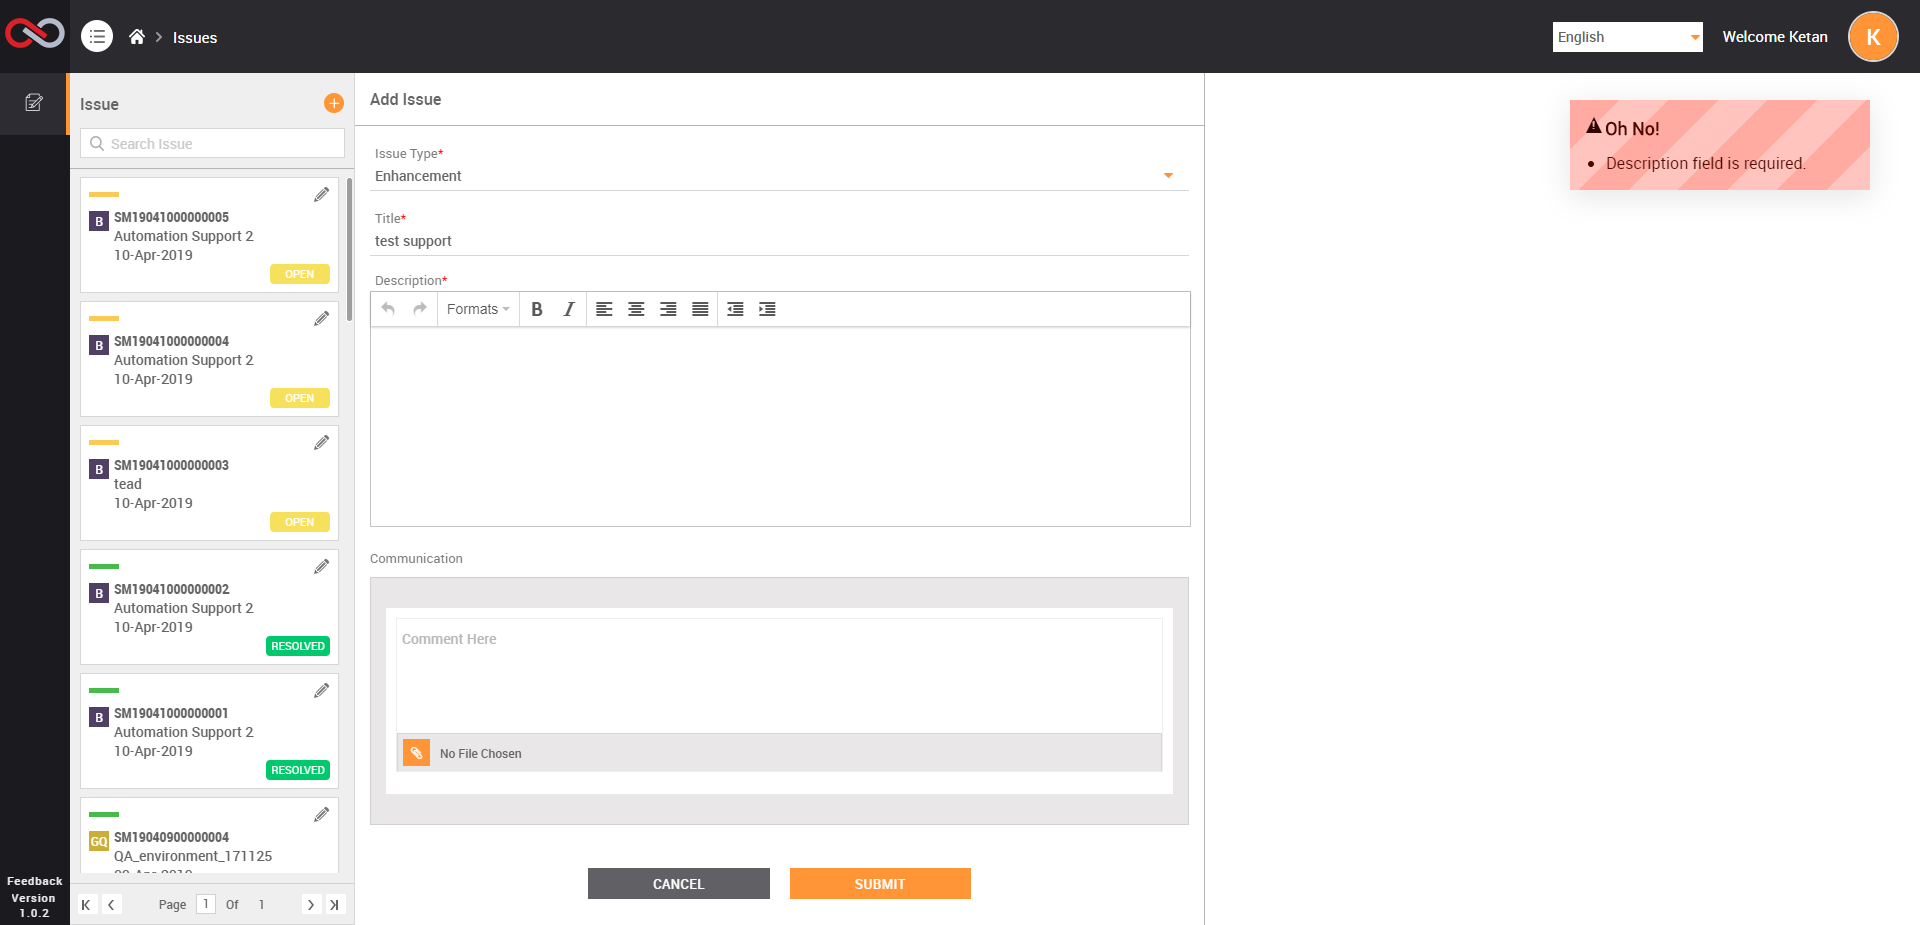 Issues
English
Welcome Ketan
K
Issue
Search Issue
B SM19041000000005
Automation Support 2
10-Apr-2019
OPEN
B SM19041000000004
Automation Support 2
10-Apr-2019
OPEN
B SM19041000000003
tead
10-Apr-2019
OPEN
B SM19041000000002
Automation Support 2
10-Apr-2019
RESOLVED
B SM19041000000001
Automation Support 2
10-Apr-2019
RESOLVED
GQ SM19040900000004
QA_environment_171125
Page 1 Of 1
Feedback
Version
1.0.2
Add Issue
Issue Type*
Enhancement
Title*
test support
Description*
Formats B I
Communication
Comment Here
No File Chosen
CANCEL SUBMIT
Oh No!
• Description field is required.